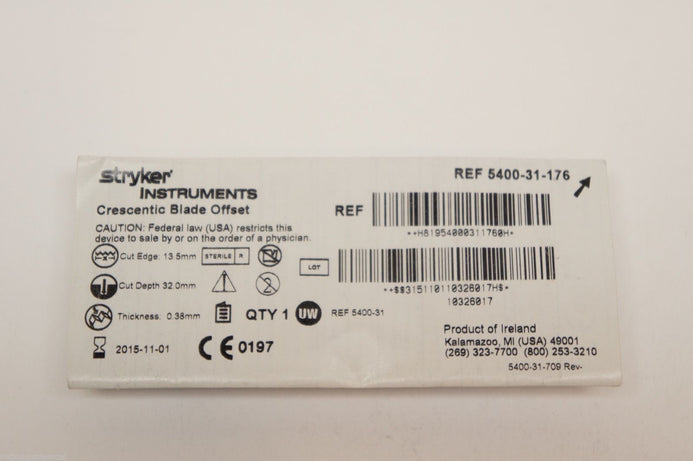 stryker
INSTRUMENTS
REF 5400-31-176
Crescentic Blade Offset
REF
**H81954000311760H*
CAUTION: Federal law (USA) restricts this
device to sale by or on the order of a physician.
Cut Edge: 13.5mm
STERILE R
LOT
Cut Depth 32.0mm
2
*+$$315110110326017H$*
10326017
Thickness: 0.38mm
QTY 1
UW
REF 5400-31
2015-11-01
CE 0197
Product of Ireland
Kalamazoo, MI (USA) 49001
(269) 323-7700 (800) 253-3210
5400-31-709 Rev-